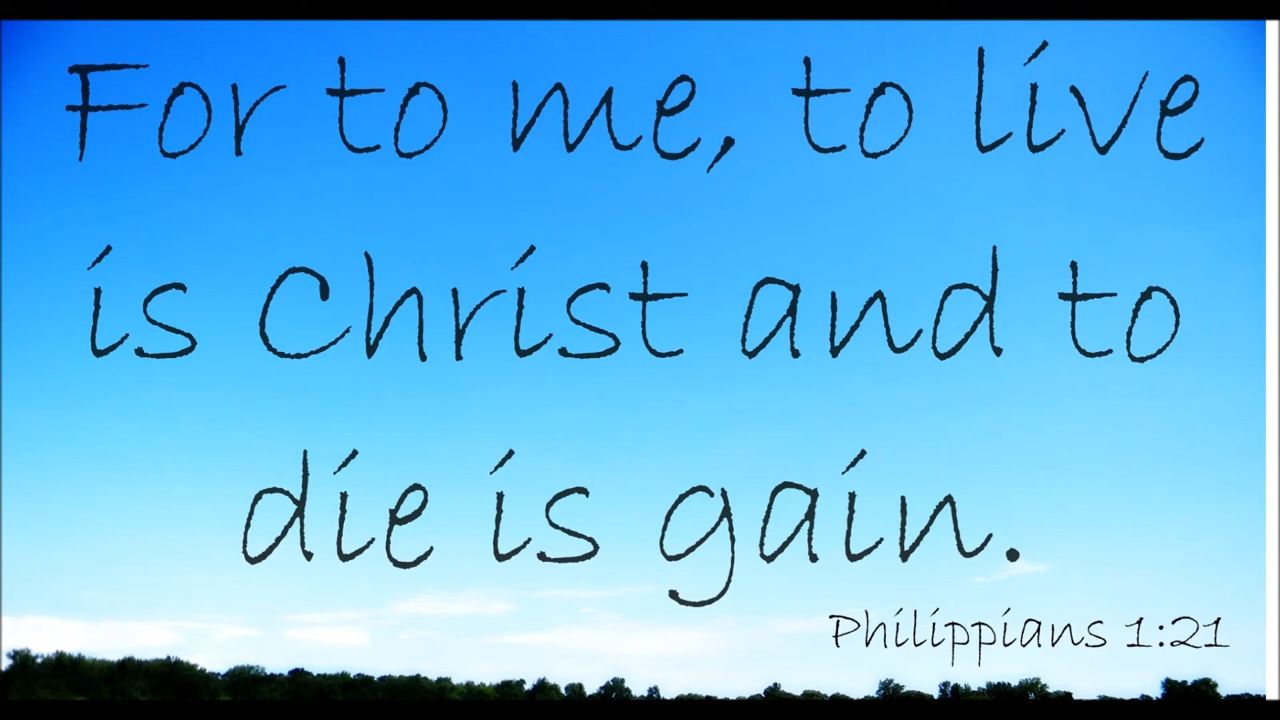 For to me, to live
is Christ and to
die is gain.
Philippians 1:21